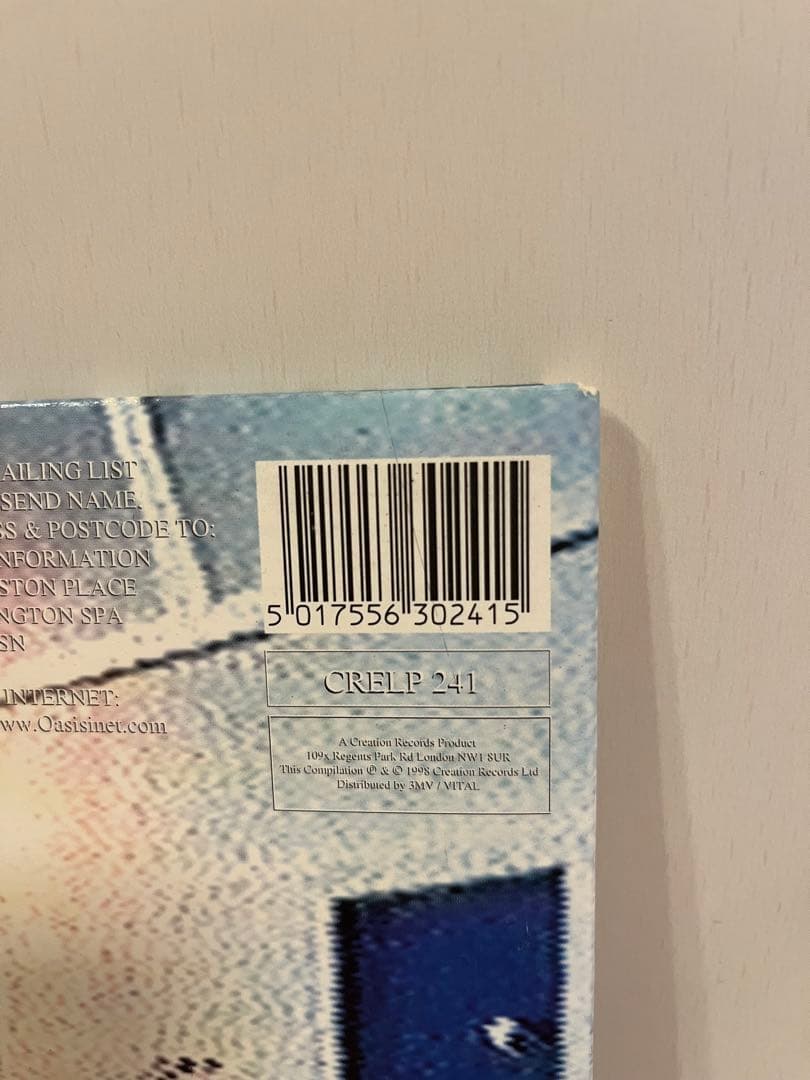 AILING LIST
SEND NAME,
SS & POSTCODE TO:
NFORMATION
STON PLACE
NGTON SPA
SN
INTERNET:
ww.Oasisinet.com
5 017556 302415
CRELP 241
A Creation Records Product
109x Regents Park Rd London NW1 8UR
This Compilation ℗ & © 1998 Creation Records Ltd
Distributed by 3MV / VITAL